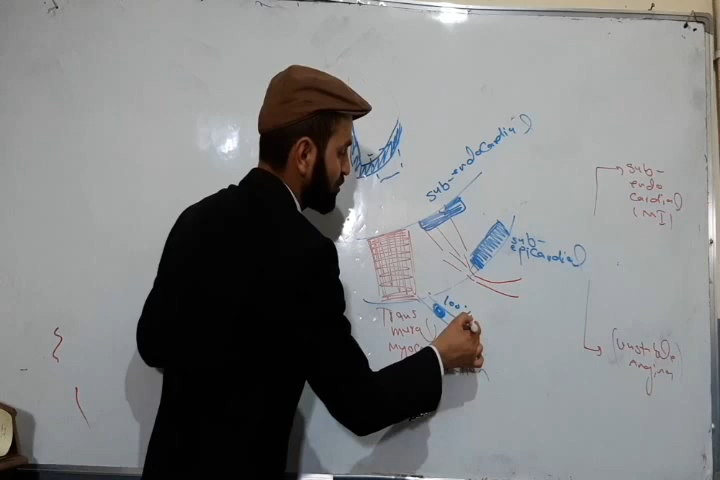 sub-endocardial
sub-
epicardial
100%
Trans
mural
Myoc
sub-
endo
cardial
(MI)
(unstable
Angina)